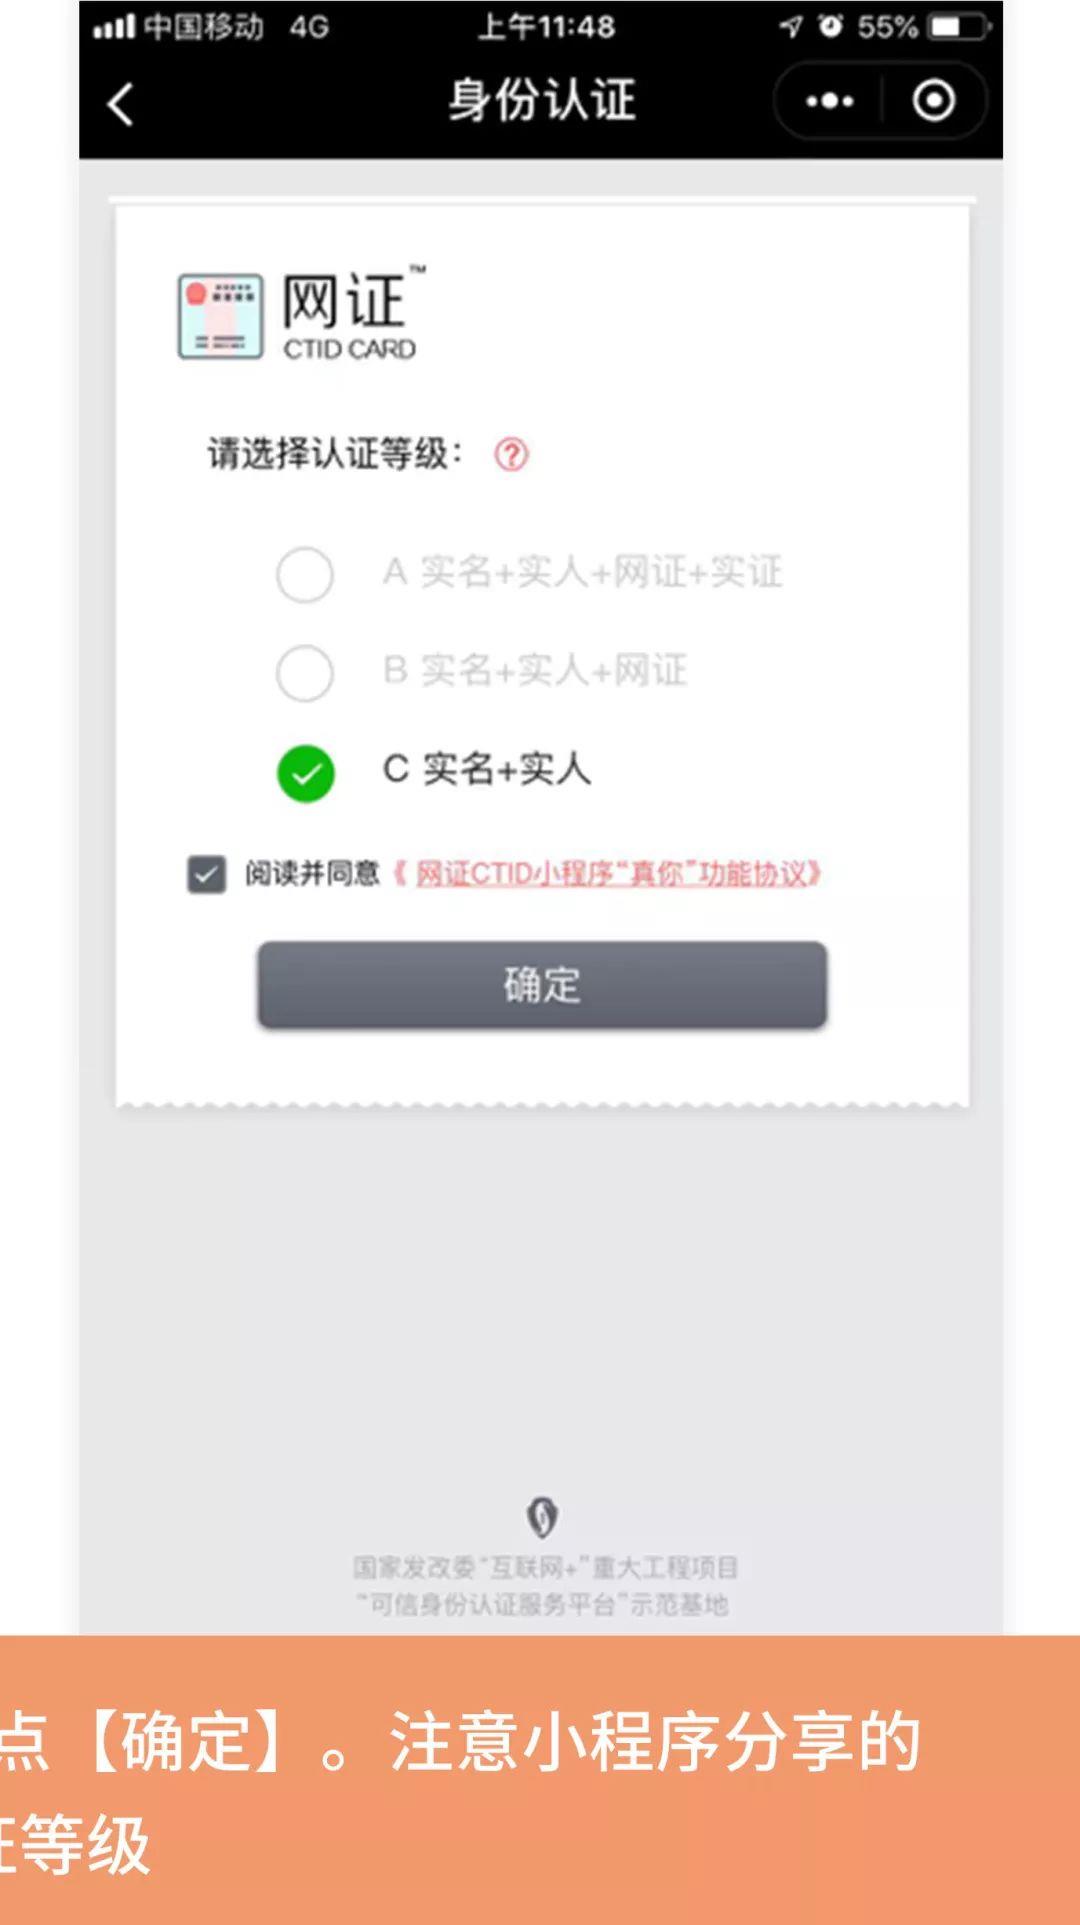 中国移动 4G 上午11:48 55%
身份认证
网证™
CTID CARD
请选择认证等级： ?
A 实名+实人+网证+实证
B 实名+实人+网证
C 实名+实人
阅读并同意《网证CTID小程序“真你”功能协议》
确定
国家发改委“互联网+”重大工程项目
“可信身份认证服务平台”示范基地
点【确定】。注意小程序分享的
证等级